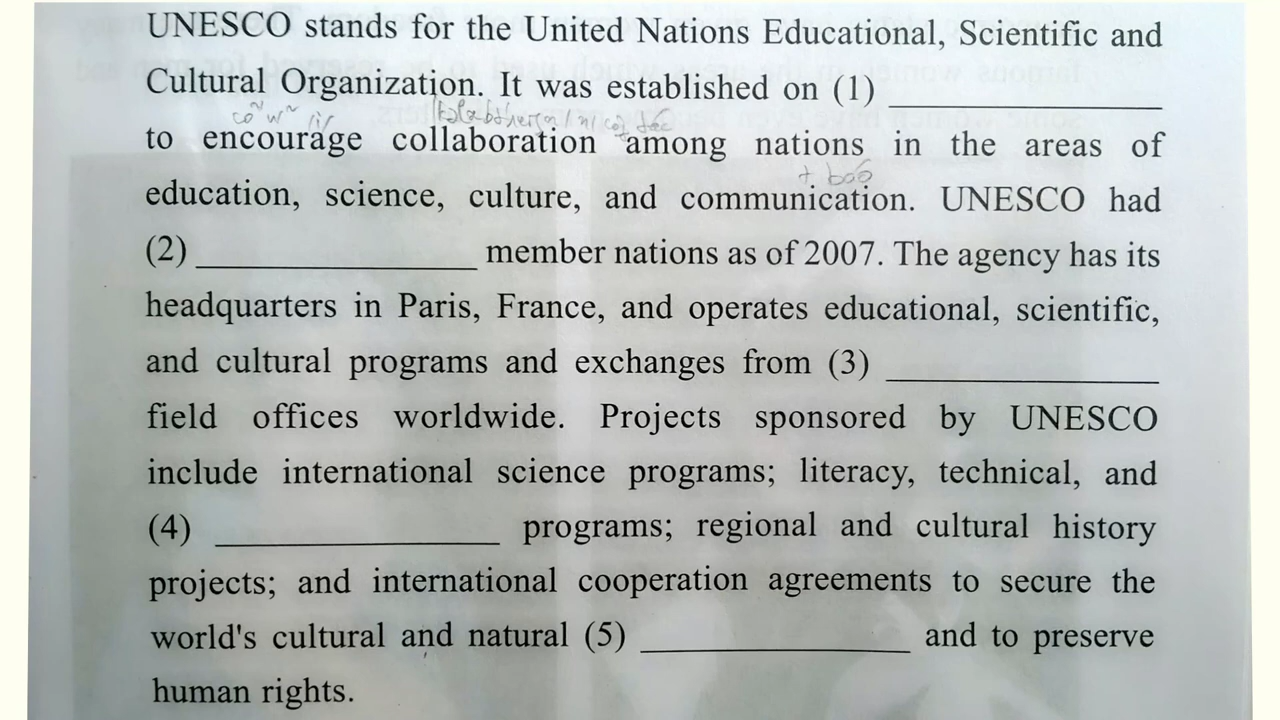 UNESCO stands for the United Nations Educational, Scientific and
Cultural Organization. It was established on (1) ____________
to encourage collaboration among nations in the areas of
education, science, culture, and communication. UNESCO had
(2) ____________ member nations as of 2007. The agency has its
headquarters in Paris, France, and operates educational, scientific,
and cultural programs and exchanges from (3) ____________
field offices worldwide. Projects sponsored by UNESCO
include international science programs; literacy, technical, and
(4) ____________ programs; regional and cultural history
projects; and international cooperation agreements to secure the
world's cultural and natural (5) ____________ and to preserve
human rights.